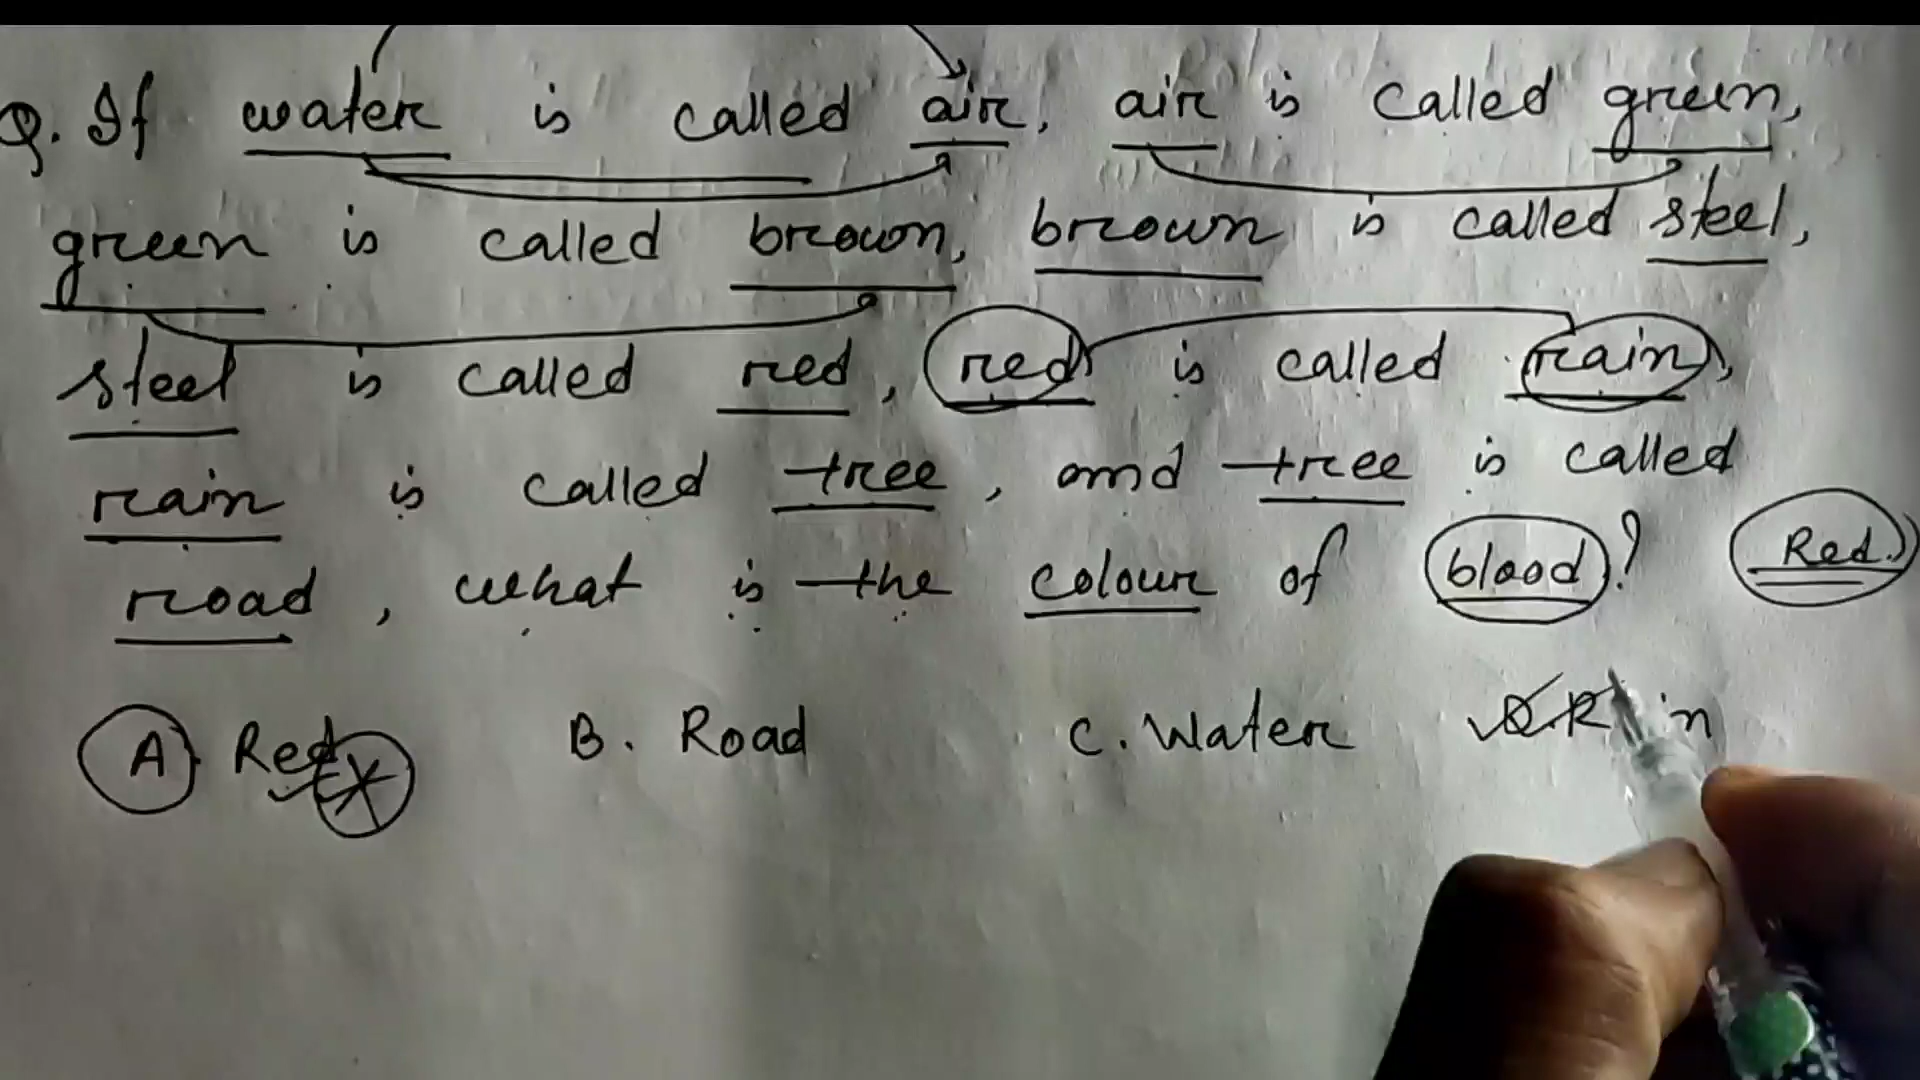 Q. If water is called air, air is called green,
green is called brown, brown is called steel,
steel is called red, red is called rain,
rain is called tree, and tree is called
road, what is the colour of blood? Red.
A. Red B. Road C. Water